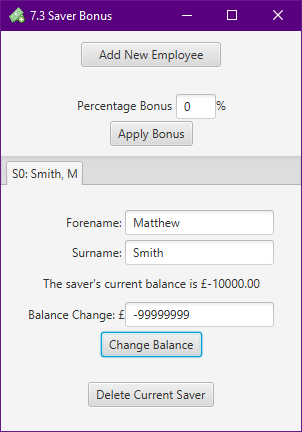 7.3 Saver Bonus
Add New Employee
Percentage Bonus %
Apply Bonus
S0: Smith, M
Forename: Matthew
Surname: Smith
The saver's current balance is £-10000.00
Balance Change: £ -99999999
Change Balance
Delete Current Saver